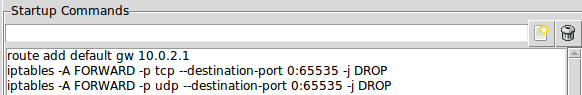 Startup Commands
route add default gw 10.0.2.1
iptables -A FORWARD -p tcp --destination-port 0:65535 -j DROP
iptables -A FORWARD -p udp --destination-port 0:65535 -j DROP